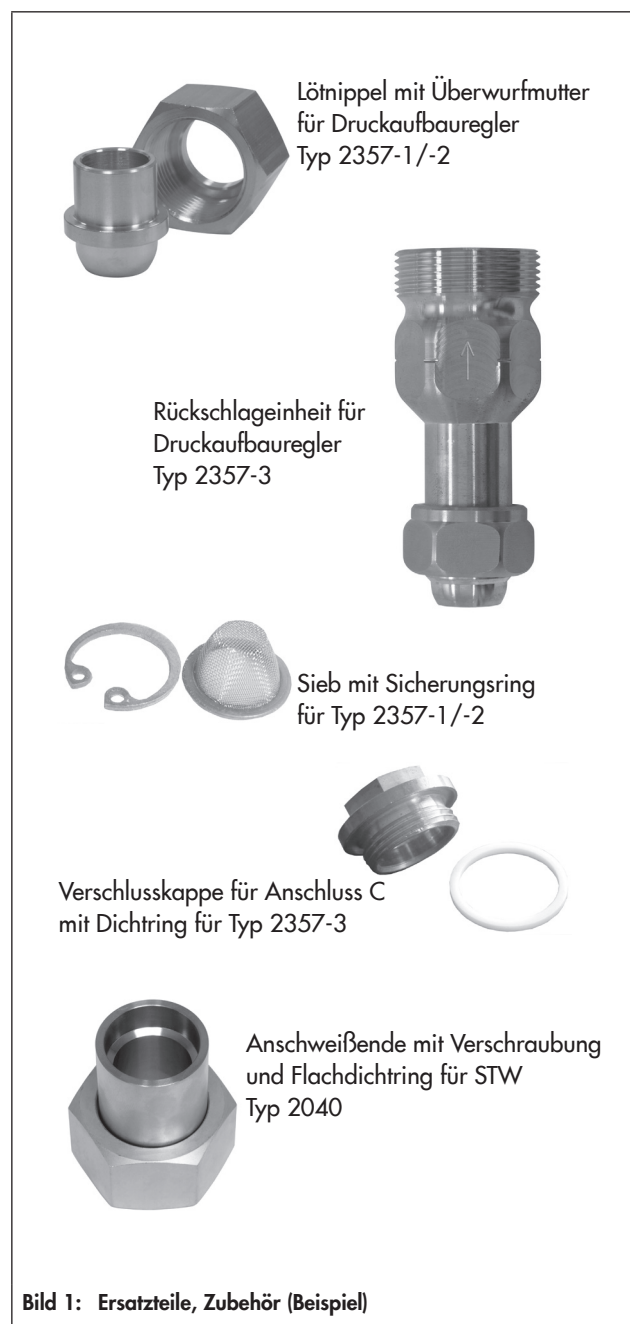 Lötnippel mit Überwurfmutter
für Druckaufbauregler
Typ 2357-1/-2
Rückschlageinheit für
Druckaufbauregler
Typ 2357-3
Sieb mit Sicherungsring
für Typ 2357-1/-2
Verschlusskappe für Anschluss C
mit Dichtring für Typ 2357-3
Anschweißende mit Verschraubung
und Flachdichtring für STW
Typ 2040
Bild 1: Ersatzteile, Zubehör (Beispiel)